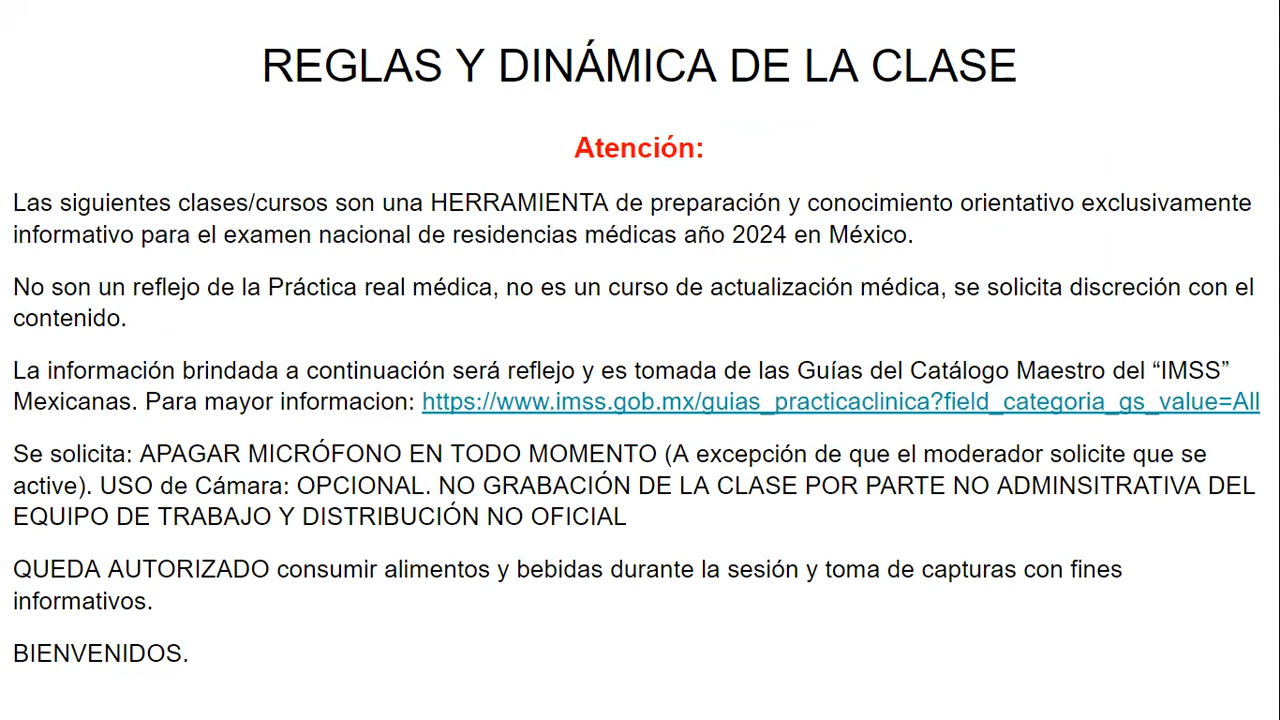 REGLAS Y DINÁMICA DE LA CLASE
Atención:
Las siguientes clases/cursos son una HERRAMIENTA de preparación y conocimiento orientativo exclusivamente
informativo para el examen nacional de residencias médicas año 2024 en México.
No son un reflejo de la Práctica real médica, no es un curso de actualización médica, se solicita discreción con el
contenido.
La información brindada a continuación será reflejo y es tomada de las Guías del Catálogo Maestro del “IMSS”
Mexicanas. Para mayor informacion: https://www.imss.gob.mx/guias_practicaclinica?field_categoria_gs_value=All
Se solicita: APAGAR MICRÓFONO EN TODO MOMENTO (A excepción de que el moderador solicite que se
active). USO de Cámara: OPCIONAL. NO GRABACIÓN DE LA CLASE POR PARTE NO ADMINSITRATIVA DEL
EQUIPO DE TRABAJO Y DISTRIBUCIÓN NO OFICIAL
QUEDA AUTORIZADO consumir alimentos y bebidas durante la sesión y toma de capturas con fines
informativos.
BIENVENIDOS.